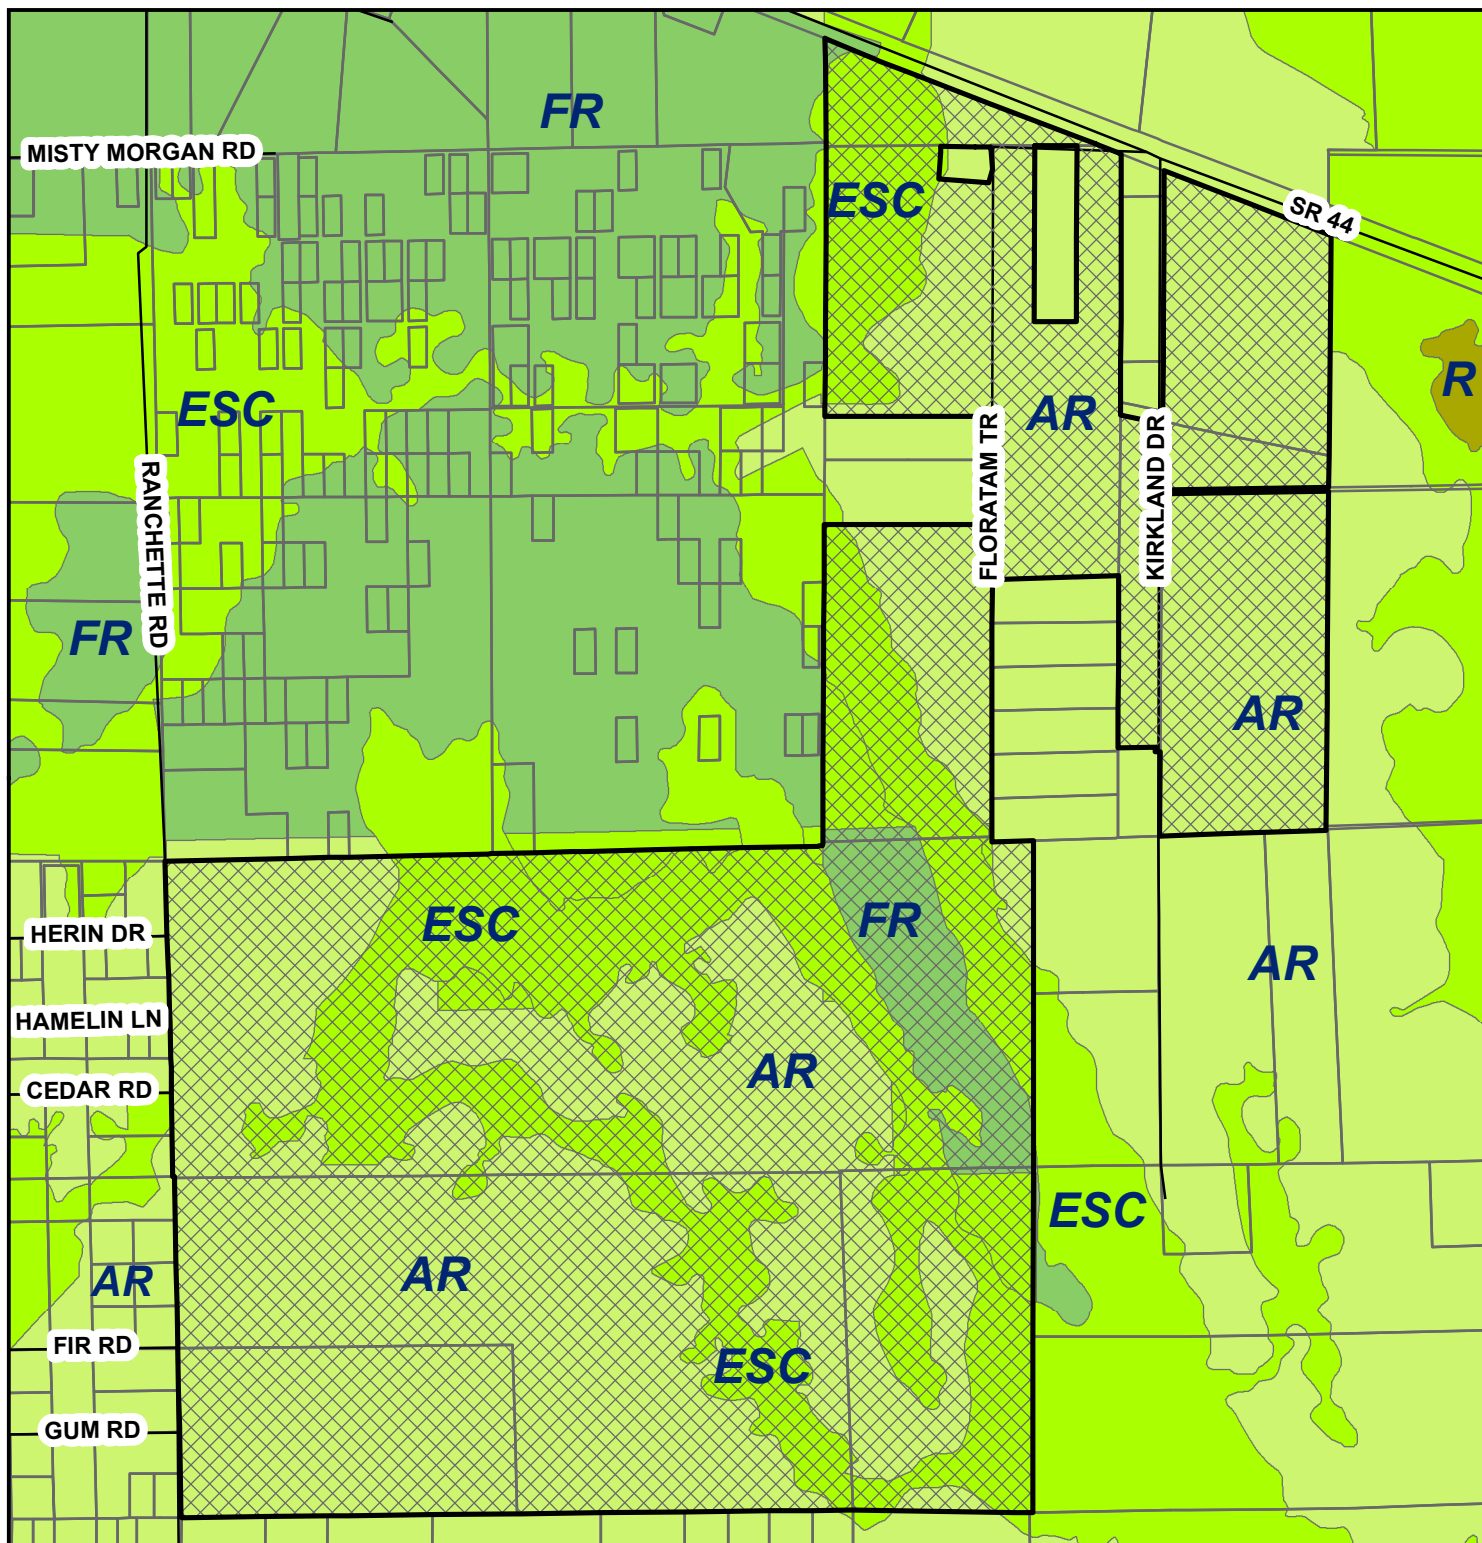 FR
MISTY MORGAN RD
ESC
SR 44
R
ESC
AR
FLORATAM TR
KIRKLAND DR
RANCHETTE RD
FR
AR
ESC
FR
HERIN DR
AR
HAMELIN LN
AR
CEDAR RD
ESC
AR
AR
FIR RD
ESC
GUM RD